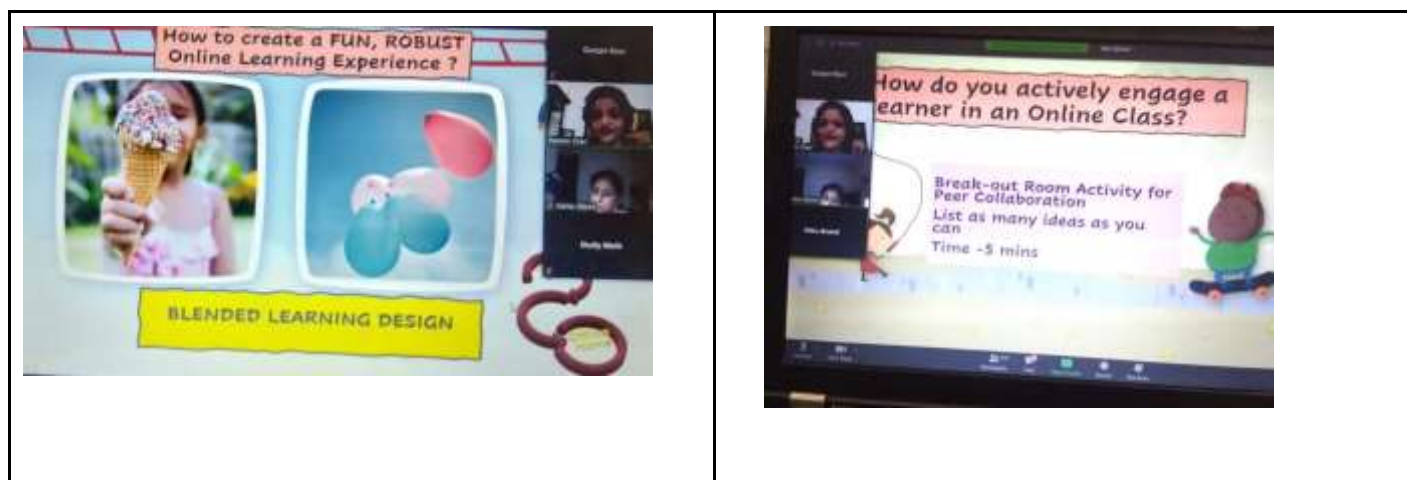 How to create a FUN, ROBUST
Online Learning Experience ?
BLENDED LEARNING DESIGN
How do you actively engage a
earner in an Online Class?
Break-out Room Activity for
Peer Collaboration
List as many ideas as you
can
Time -5 mins